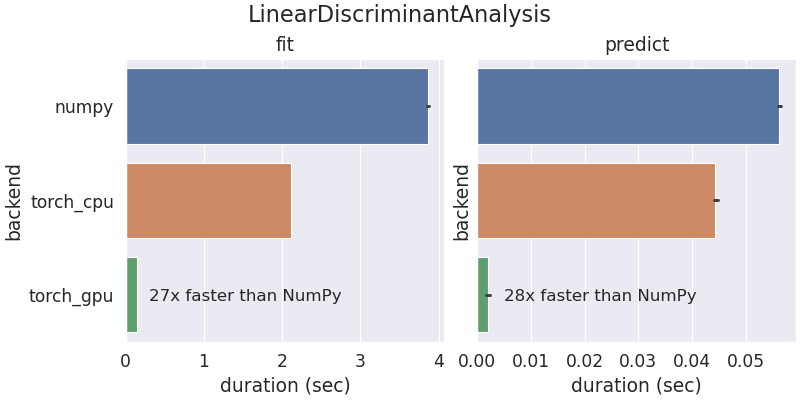 LinearDiscriminantAnalysis
fit
backend
numpy
torch_cpu
torch_gpu
27x faster than NumPy
0 1 2 3 4
duration (sec)
predict
backend
28x faster than NumPy
0.00 0.01 0.02 0.03 0.04 0.05
duration (sec)